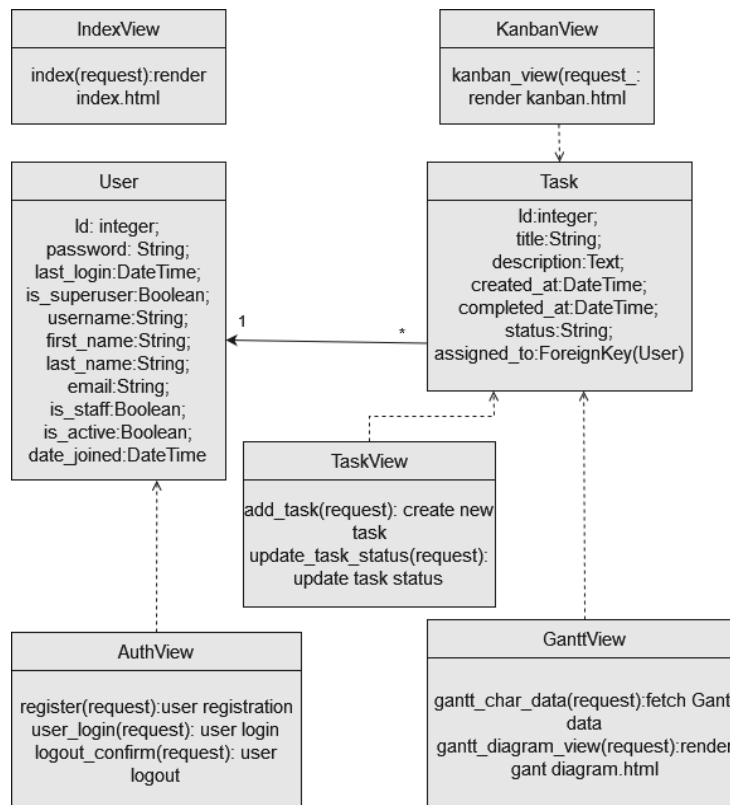 IndexView
index(request):render
index.html
KanbanView
kanban_view(request_:
render kanban.html
User
Id: integer;
password: String;
last_login:DateTime;
is_superuser:Boolean;
username:String;
first_name:String;
last_name:String;
email:String;
is_staff:Boolean;
is_active:Boolean;
date_joined:DateTime
1
*
Task
Id:integer;
title:String;
description:Text;
created_at:DateTime;
completed_at:DateTime;
status:String;
assigned_to:ForeignKey(User)
TaskView
add_task(request): create new
task
update_task_status(request):
update task status
AuthView
register(request):user registration
user_login(request): user login
logout_confirm(request): user
logout
GanttView
gantt_char_data(request):fetch Gantt
data
gantt_diagram_view(request):render
gant diagram.html